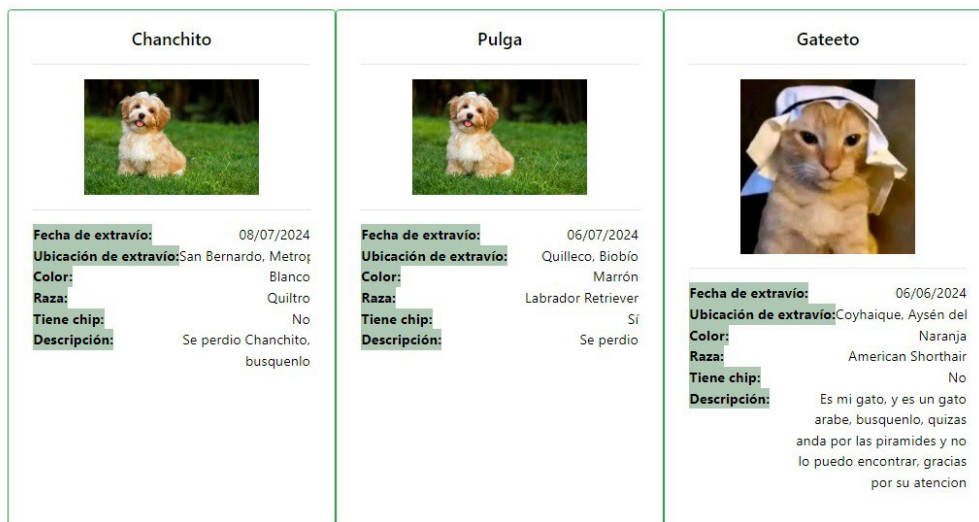 Chanchito
Fecha de extravío: 08/07/2024
Ubicación de extravío: San Bernardo, Metrop
Color: Blanco
Raza: Quiltro
Tiene chip: No
Descripción: Se perdio Chanchito,
busquenlo
Pulga
Fecha de extravío: 06/07/2024
Ubicación de extravío: Quilleco, Biobío
Color: Marrón
Raza: Labrador Retriever
Tiene chip: Sí
Descripción: Se perdio
Gateeto
Fecha de extravío: 06/06/2024
Ubicación de extravío: Coyhaique, Aysén del
Color: Naranja
Raza: American Shorthair
Tiene chip: No
Descripción: Es mi gato, y es un gato
arabe, busquenlo, quizas
anda por las piramides y no
lo puedo encontrar, gracias
por su atencion